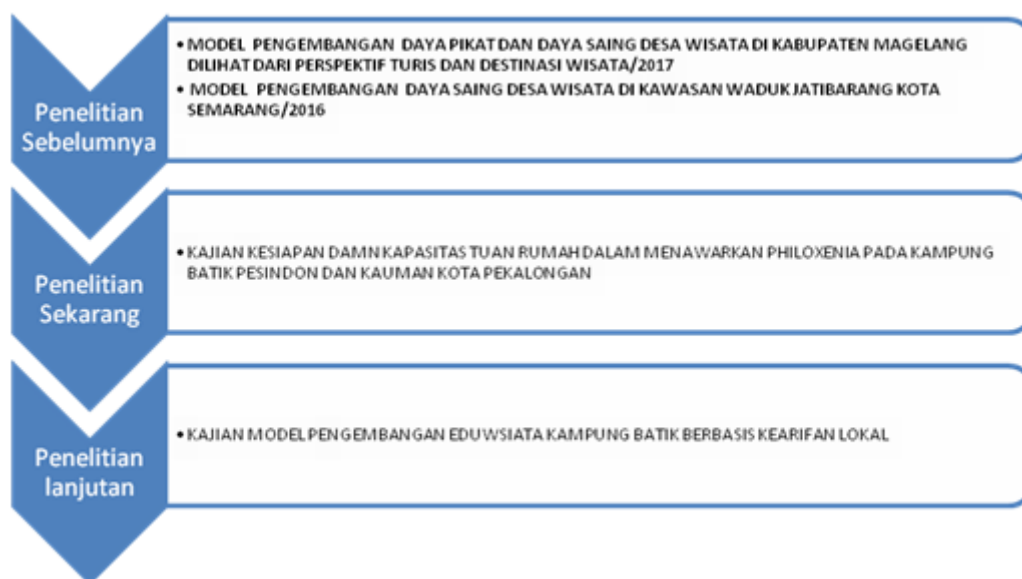 Penelitian
Sebelumnya
• MODEL PENGEMBANGAN DAYA PIKAT DAN DAYA SAING DESA WISATA DI KABUPATEN MAGELANG
DILIHAT DARI PERSPEKTIF TURIS DAN DESTINASI WISATA/2017
• MODEL PENGEMBANGAN DAYA SAING DESA WISATA DI KAWASAN WADUK JATIBARANG KOTA
SEMARANG/2016
Penelitian
Sekarang
• KAJIAN KESIAPAN DAMN KAPASITAS TUAN RUMAH DALAM MENAWARKAN PHILOXENIA PADA KAMPUNG
BATIK PESINDON DAN KAUMAN KOTA PEKALONGAN
Penelitian
lanjutan
• KAJIAN MODEL PENGEMBANGAN EDUWSIATA KAMPUNG BATIK BERBASIS KEARIFAN LOKAL